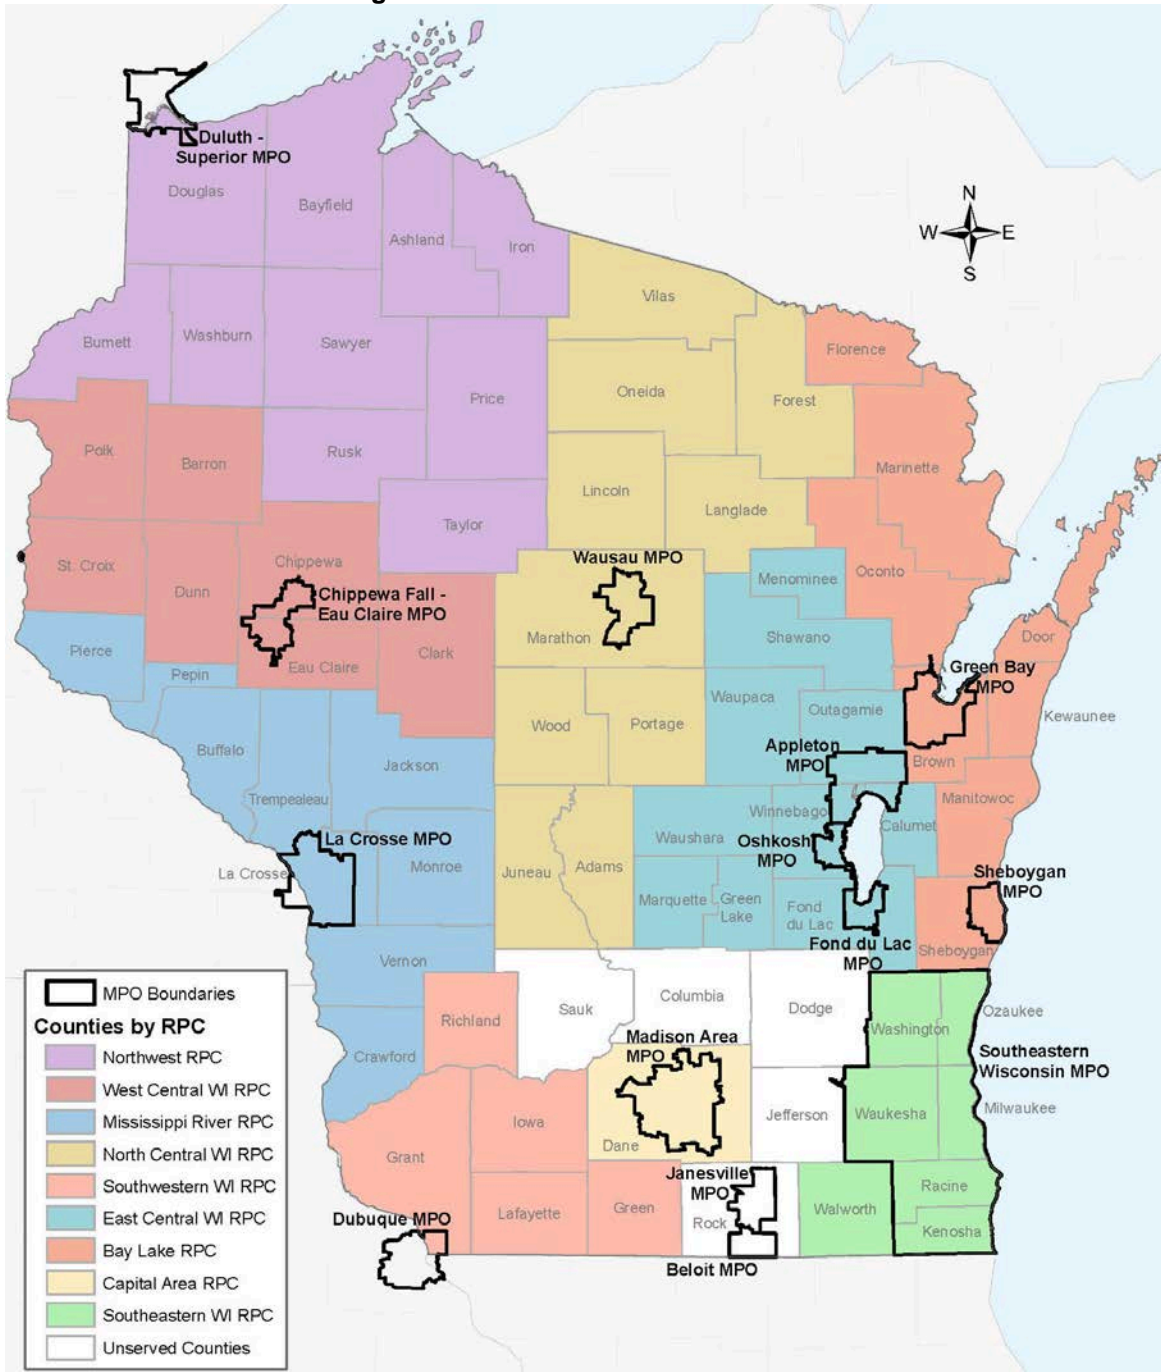 Duluth -
Superior MPO
Douglas
Bayfield
Ashland
Iron
N
W
E
S
Vilas
Burnett
Washburn
Sawyer
Florence
Price
Oneida
Forest
Polk
Barron
Rusk
Marinette
Lincoln
Langlade
Taylor
St. Croix
Chippewa
Wausau MPO
Menominee
Oconto
Dunn
Chippewa Fall -
Eau Claire MPO
Marathon
Shawano
Door
Pierce
Pepin
Eau Claire
Clark
Green Bay
MPO
Waupaca
Outagamie
Kewaunee
Buffalo
Wood
Portage
Appleton
MPO
Brown
Jackson
Trempealeau
Manitowoc
Winnebago
Calumet
La Crosse MPO
Waushara
Oshkosh
MPO
La Crosse
Monroe
Juneau
Adams
Sheboygan
MPO
Marquette
Green
Lake
Fond
du Lac
Fond du Lac
MPO
Sheboygan
Vernon
Columbia
Sauk
Dodge
Ozaukee
Richland
Washington
Madison Area
MPO
Southeastern
Wisconsin MPO
Crawford
Milwaukee
Iowa
Jefferson
Waukesha
Dane
Grant
Janesville
MPO
Racine
Lafayette
Green
Rock
Walworth
Kenosha
Dubuque MPO
Beloit MPO
MPO Boundaries
Counties by RPC
Northwest RPC
West Central WI RPC
Mississippi River RPC
North Central WI RPC
Southwestern WI RPC
East Central WI RPC
Bay Lake RPC
Capital Area RPC
Southeastern WI RPC
Unserved Counties